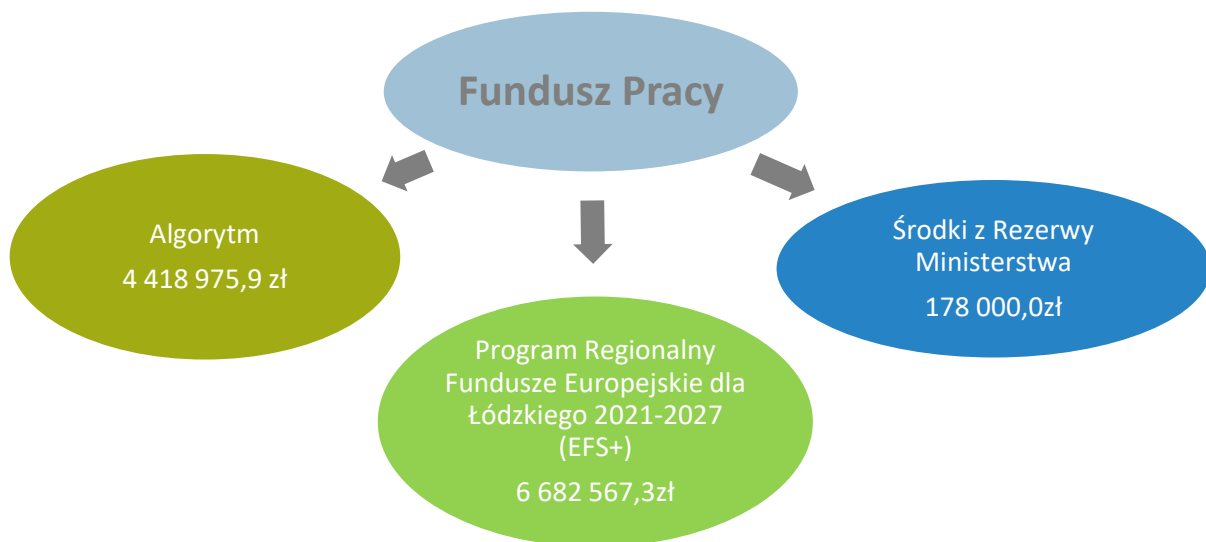 Fundusz Pracy
Algorytm
4 418 975,9 zł
Program Regionalny
Fundusze Europejskie dla
Łódzkiego 2021-2027
(EFS+)
6 682 567,3zł
Środki z Rezerwy
Ministerstwa
178 000,0zł